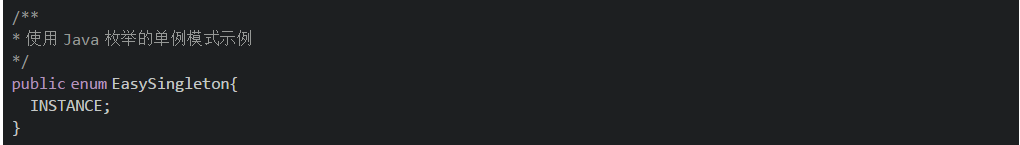 /**
* 使用 Java 枚举的单例模式示例
*/
public enum EasySingleton{
  INSTANCE;
}